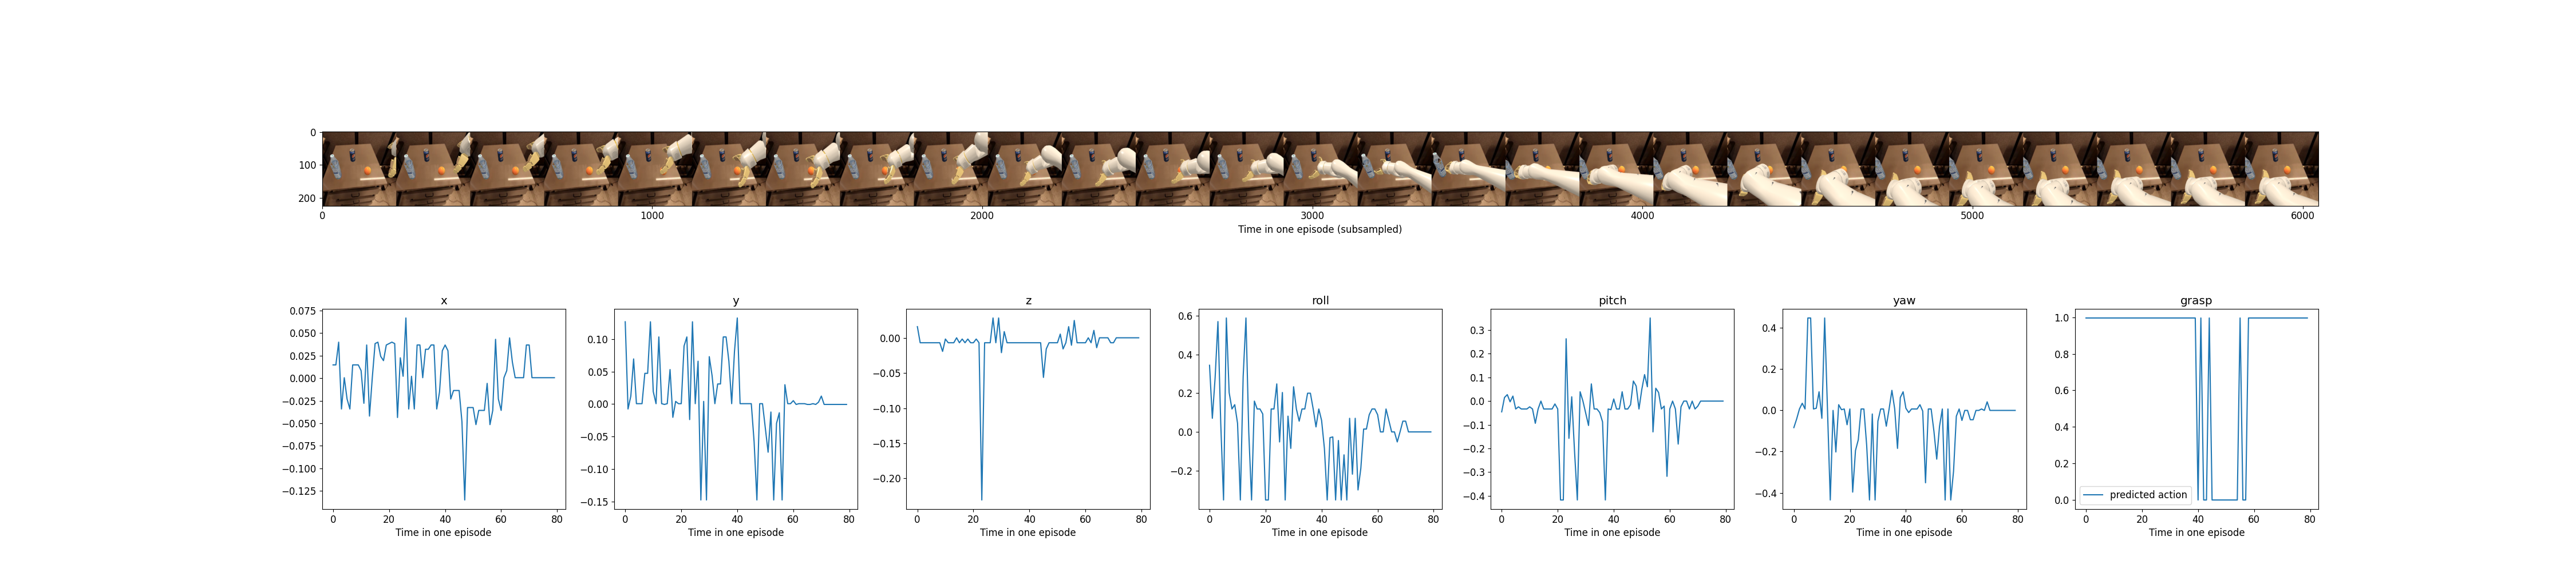 0
100
200
0 1000 2000 3000 4000 5000 6000
Time in one episode (subsampled)
x
0.075
0.050
0.025
0.000
−0.025
−0.050
−0.075
−0.100
−0.125
0 20 40 60 80
Time in one episode
y
0.10
0.05
0.00
−0.05
−0.10
−0.15
0 20 40 60 80
Time in one episode
z
0.00
−0.05
−0.10
−0.15
−0.20
0 20 40 60 80
Time in one episode
roll
0.6
0.4
0.2
0.0
−0.2
0 20 40 60 80
Time in one episode
pitch
0.3
0.2
0.1
0.0
−0.1
−0.2
−0.3
−0.4
0 20 40 60 80
Time in one episode
yaw
0.4
0.2
0.0
−0.2
−0.4
0 20 40 60 80
Time in one episode
grasp
1.0
0.8
0.6
0.4
0.2
0.0
predicted action
0 20 40 60 80
Time in one episode